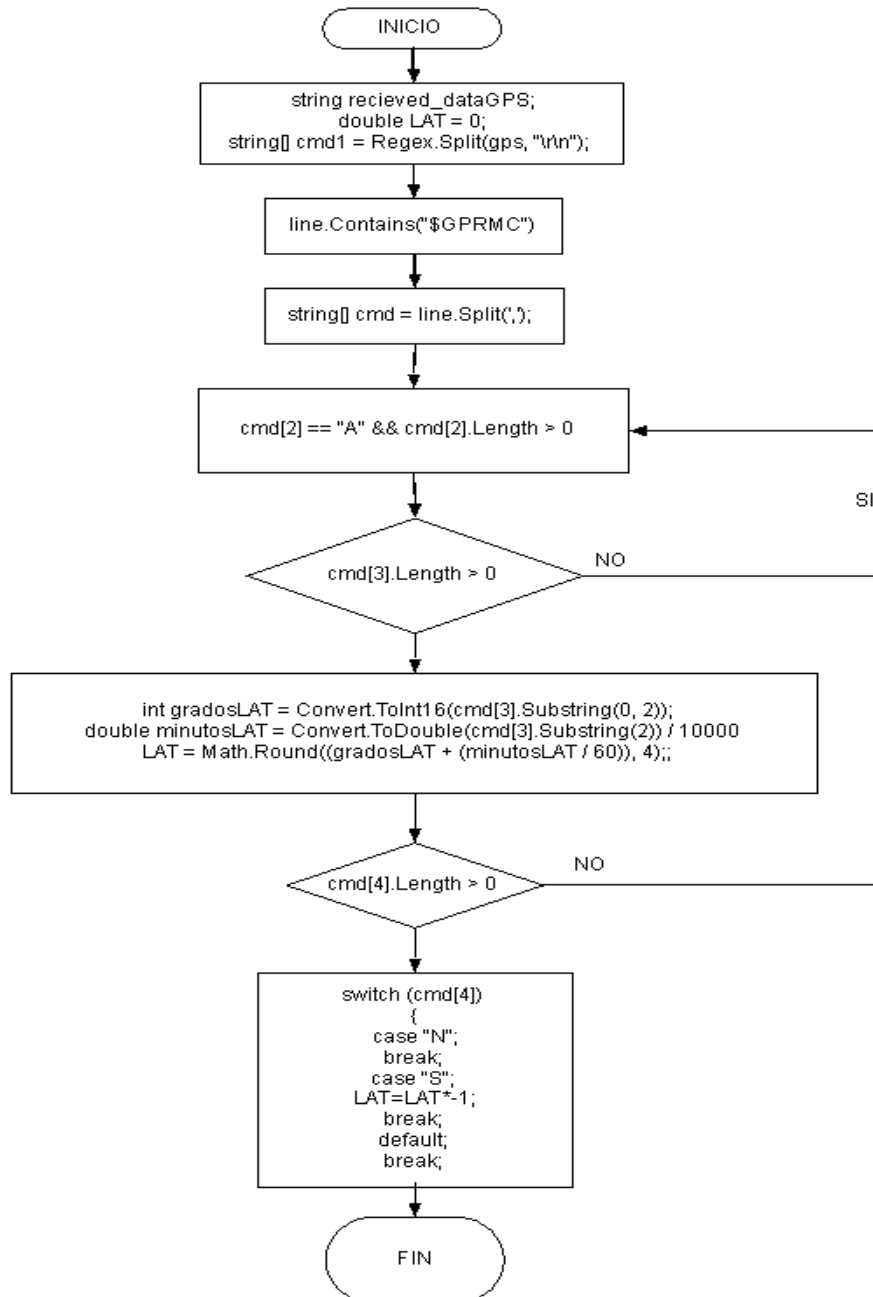 INICIO
string recieved_dataGPS;
double LAT = 0;
string[] cmd1 = Regex.Split(gps, "\r\n");
line.Contains("$GPRMC")
string[] cmd = line.Split(',');
cmd[2] == "A" && cmd[2].Length > 0
SI
cmd[3].Length > 0
NO
int gradosLAT = Convert.ToInt16(cmd[3].Substring(0, 2));
double minutosLAT = Convert.ToDouble(cmd[3].Substring(2)) / 10000
LAT = Math.Round((gradosLAT + (minutosLAT / 60)), 4);;
cmd[4].Length > 0
NO
switch (cmd[4])
{
case "N";
break;
case "S";
LAT=LAT*-1;
break;
default;
break;
FIN